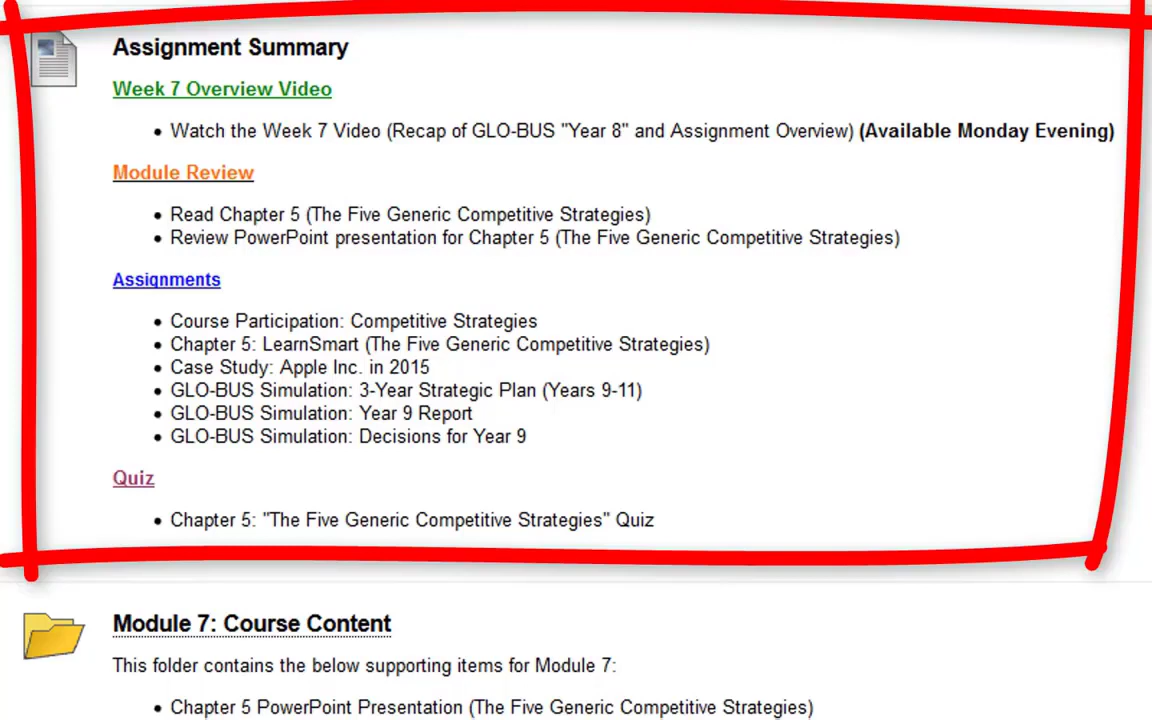 Assignment Summary
Week 7 Overview Video
• Watch the Week 7 Video (Recap of GLO-BUS "Year 8" and Assignment Overview) (Available Monday Evening)
Module Review
• Read Chapter 5 (The Five Generic Competitive Strategies)
• Review PowerPoint presentation for Chapter 5 (The Five Generic Competitive Strategies)
Assignments
• Course Participation: Competitive Strategies
• Chapter 5: LearnSmart (The Five Generic Competitive Strategies)
• Case Study: Apple Inc. in 2015
• GLO-BUS Simulation: 3-Year Strategic Plan (Years 9-11)
• GLO-BUS Simulation: Year 9 Report
• GLO-BUS Simulation: Decisions for Year 9
Quiz
• Chapter 5: "The Five Generic Competitive Strategies" Quiz
Module 7: Course Content
This folder contains the below supporting items for Module 7:
• Chapter 5 PowerPoint Presentation (The Five Generic Competitive Strategies)